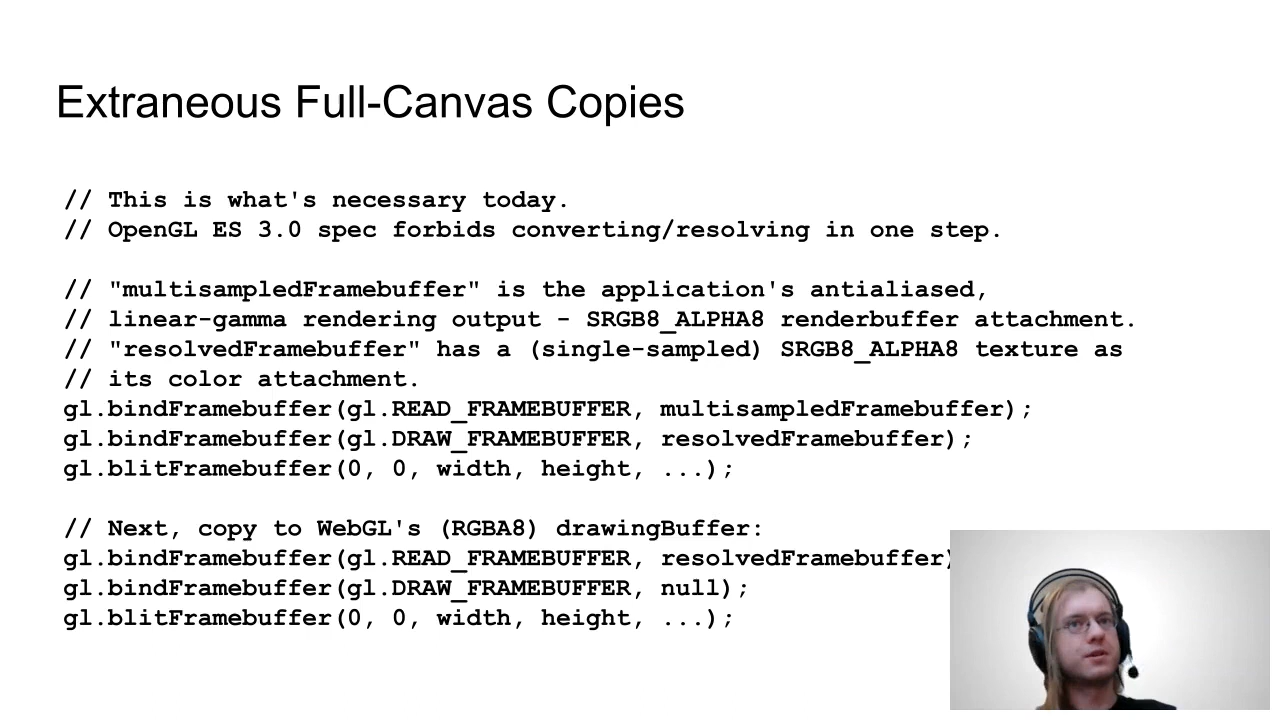 Extraneous Full-Canvas Copies
// This is what's necessary today.
// OpenGL ES 3.0 spec forbids converting/resolving in one step.
// "multisampledFramebuffer" is the application's antialiased,
// linear-gamma rendering output - SRGB8_ALPHA8 renderbuffer attachment.
// "resolvedFramebuffer" has a (single-sampled) SRGB8_ALPHA8 texture as
// its color attachment.
gl.bindFramebuffer(gl.READ_FRAMEBUFFER, multisampledFramebuffer);
gl.bindFramebuffer(gl.DRAW_FRAMEBUFFER, resolvedFramebuffer);
gl.blitFramebuffer(0, 0, width, height, ...);
// Next, copy to WebGL's (RGBA8) drawingBuffer:
gl.bindFramebuffer(gl.READ_FRAMEBUFFER, resolvedFramebuffer)
gl.bindFramebuffer(gl.DRAW_FRAMEBUFFER, null);
gl.blitFramebuffer(0, 0, width, height, ...);